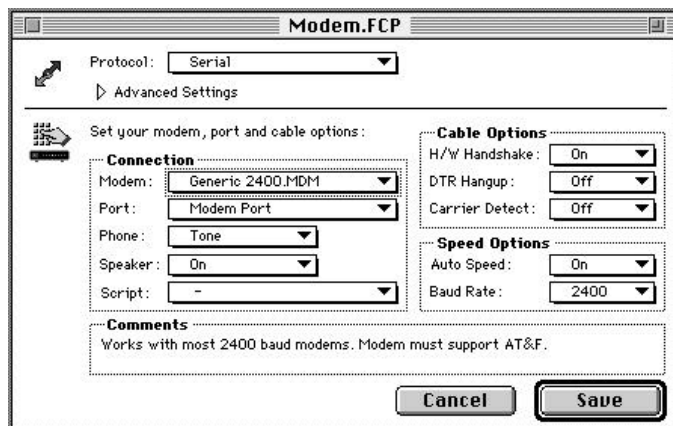 Modem.FCP
Protocol: Serial
Advanced Settings
Set your modem, port and cable options:
Connection
Modem: Generic 2400.MDM
Port: Modem Port
Phone: Tone
Speaker: On
Script: -
Cable Options
H/W Handshake: On
DTR Hangup: Off
Carrier Detect: Off
Speed Options
Auto Speed: On
Baud Rate: 2400
Comments
Works with most 2400 baud modems. Modem must support AT&F.
Cancel
Save